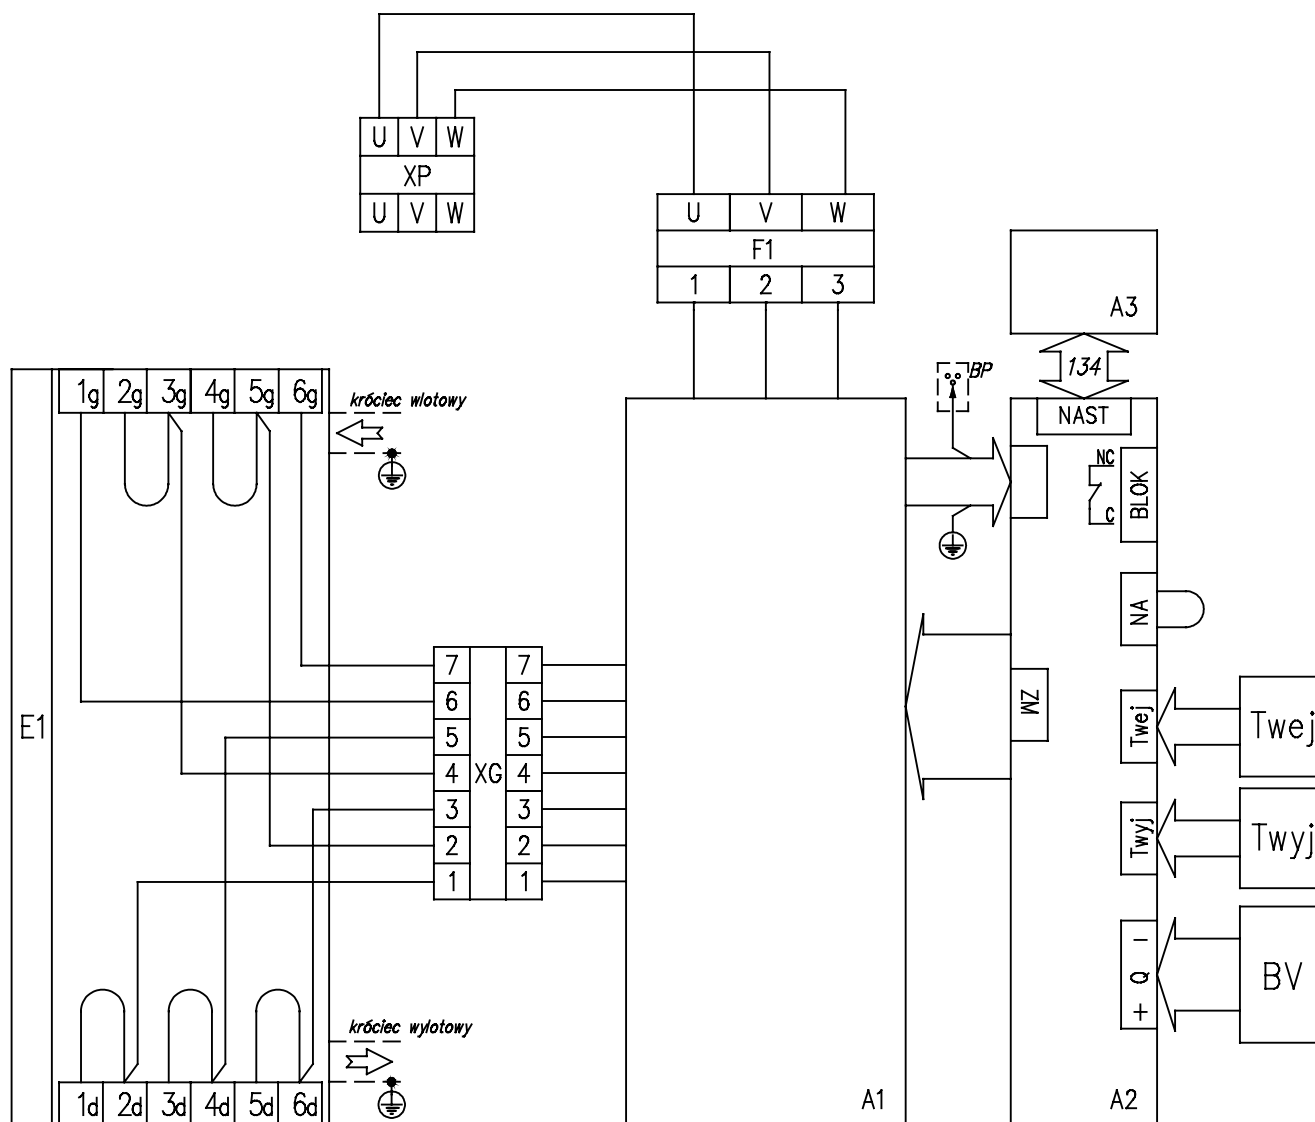 U V W
XP
U V W
U V W
F1
1 2 3
A3
134
BP
NAST
NC
C
BLOK
NA
ZM
Twej
Twej
Twyj
Twyj
- Q +
BV
A1
A2
1g 2g 3g 4g 5g 6g
króciec wlotowy
E1
7 7
6 6
5 5
4 XG 4
3 3
2 2
1 1
króciec wylotowy
1d 2d 3d 4d 5d 6d